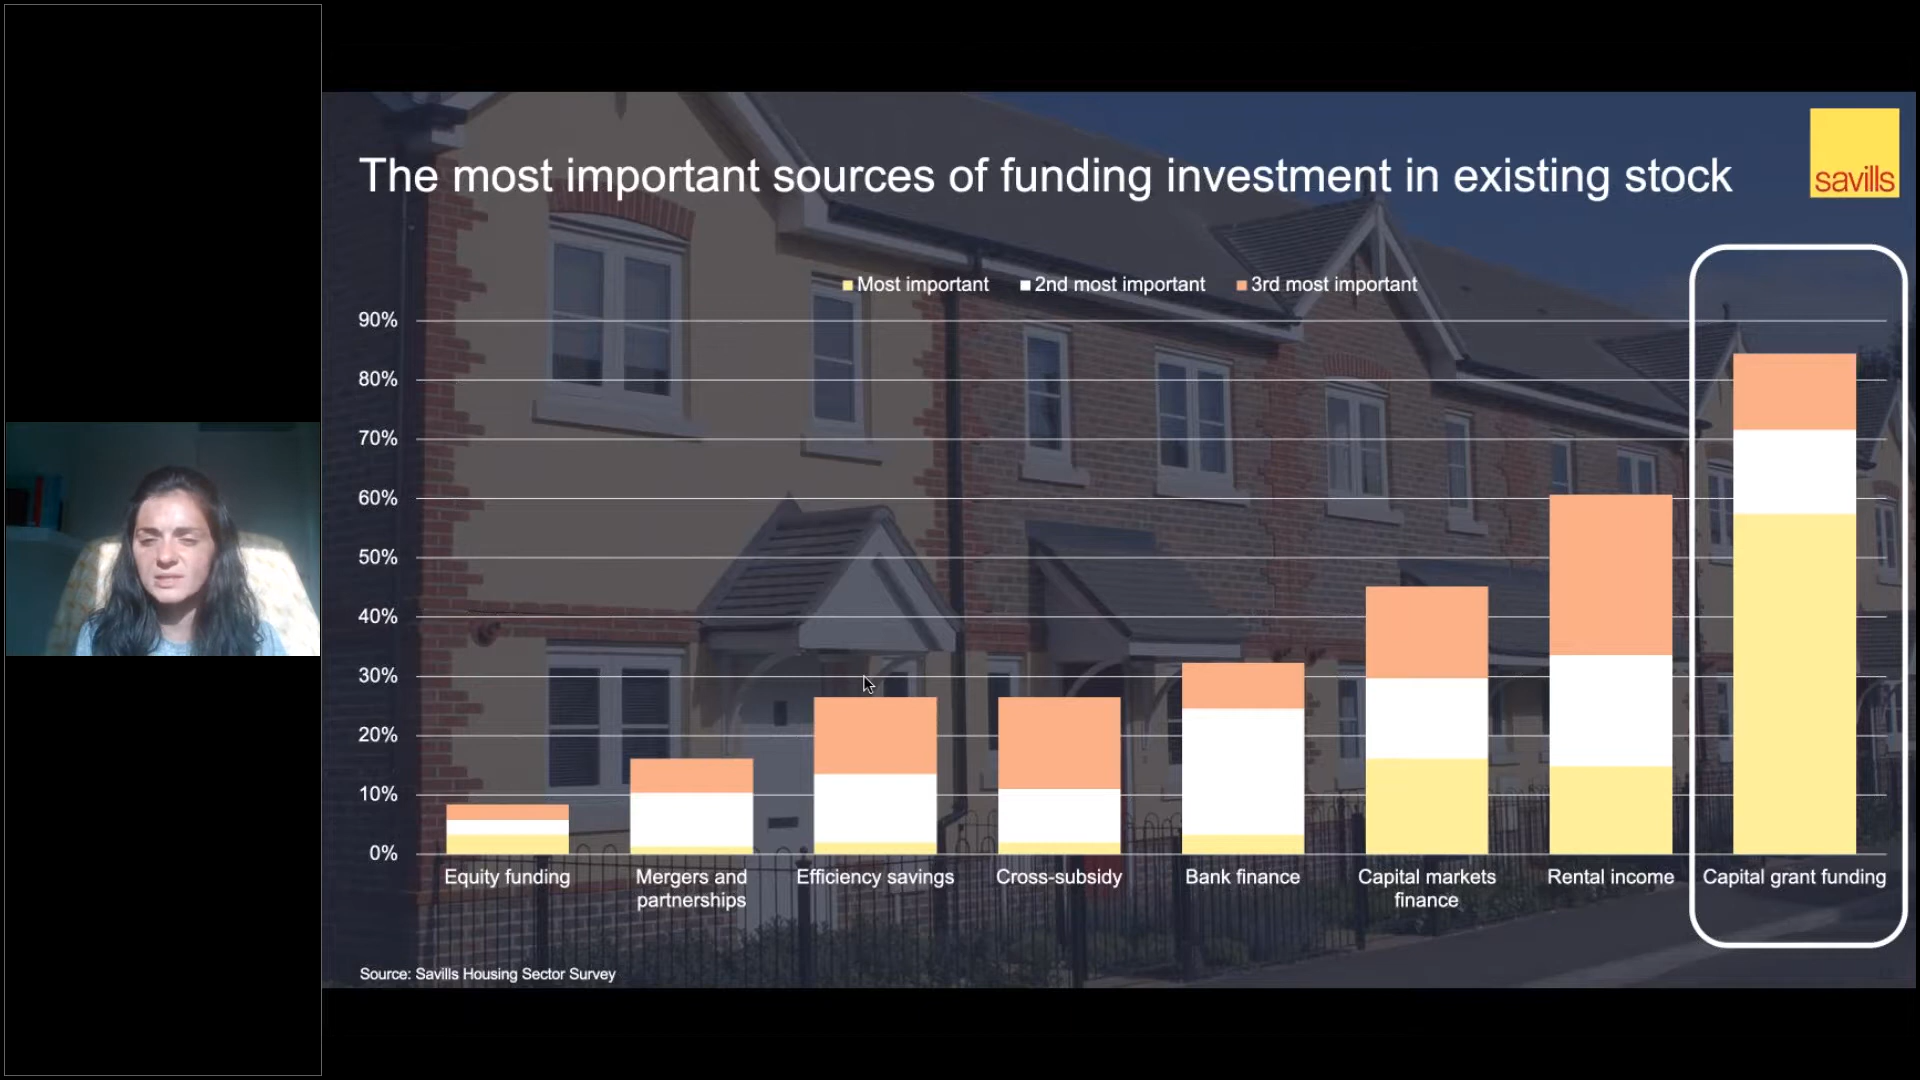 The most important sources of funding investment in existing stock
savills
Most important 2nd most important 3rd most important
90%
80%
70%
60%
50%
40%
30%
20%
10%
0%
Equity funding
Mergers and
partnerships
Efficiency savings
Cross-subsidy
Bank finance
Capital markets
finance
Rental income
Capital grant funding
Source: Savills Housing Sector Survey